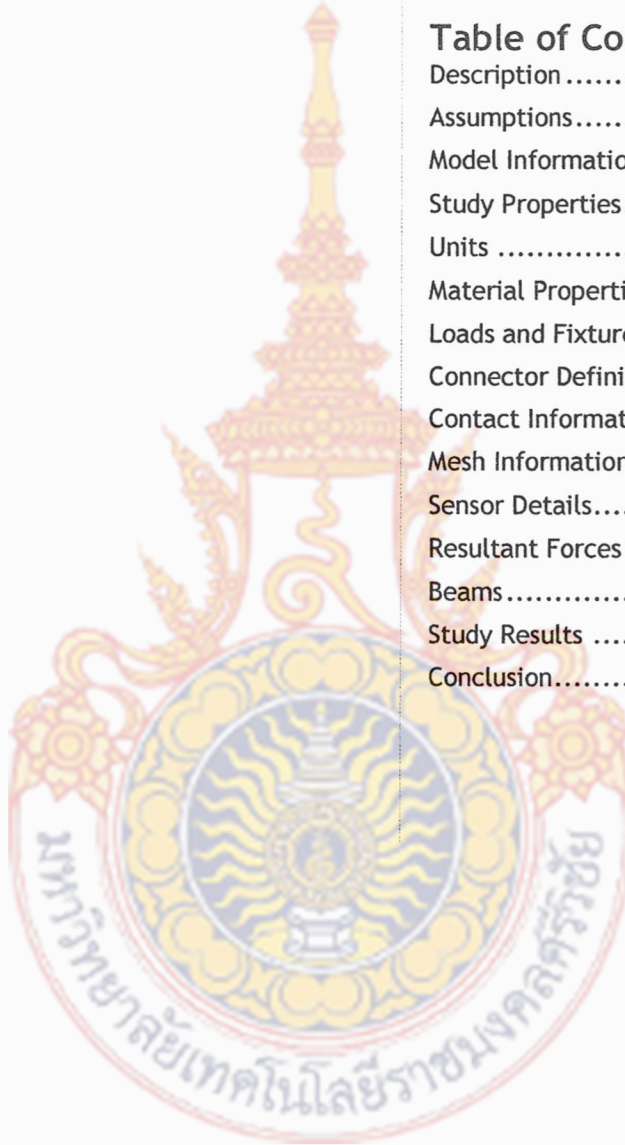 Table of Co
Description ......
Assumptions.....
Model Informatio
Study Properties
Units .............
Material Properti
Loads and Fixture
Connector Defini
Contact Informat
Mesh Information
Sensor Details....
Resultant Forces
Beams.............
Study Results ....
Conclusion........
มหาวิทยาลัยเทคโนโลยีราชมงคลศรีวิชัย